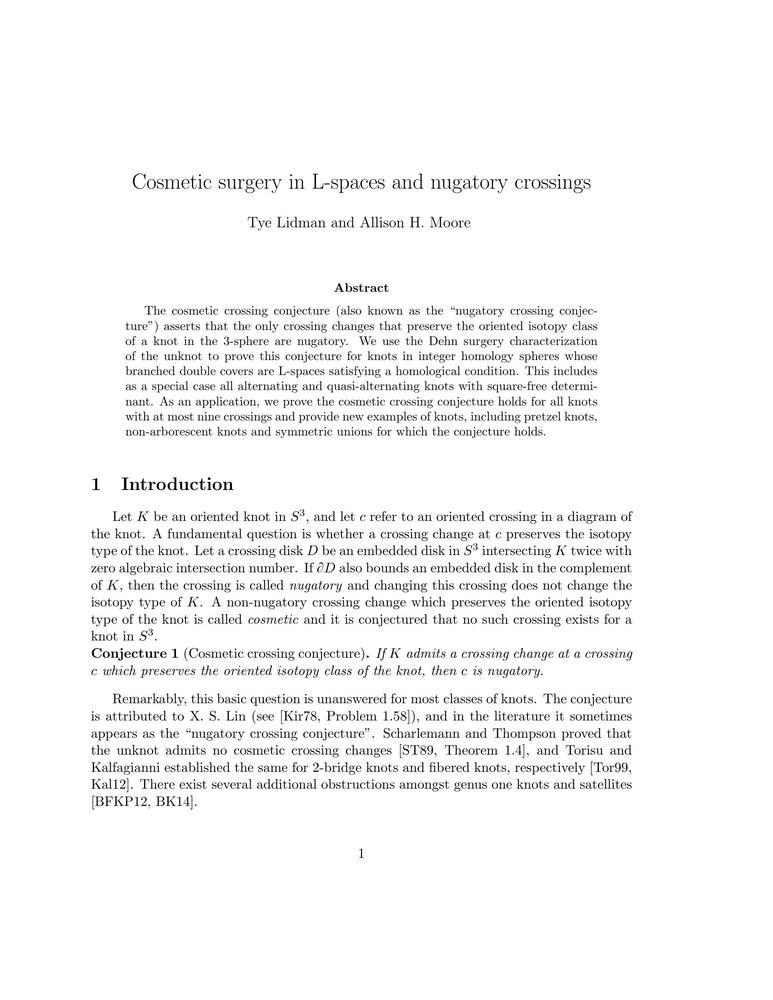 Cosmetic surgery in L-spaces and nugatory crossings
Tye Lidman and Allison H. Moore
Abstract
The cosmetic crossing conjecture (also known as the “nugatory crossing conjec-
ture”) asserts that the only crossing changes that preserve the oriented isotopy class
of a knot in the 3-sphere are nugatory. We use the Dehn surgery characterization
of the unknot to prove this conjecture for knots in integer homology spheres whose
branched double covers are L-spaces satisfying a homological condition. This includes
as a special case all alternating and quasi-alternating knots with square-free determi-
nant. As an application, we prove the cosmetic crossing conjecture holds for all knots
with at most nine crossings and provide new examples of knots, including pretzel knots,
non-arborescent knots and symmetric unions for which the conjecture holds.
1 Introduction
Let K be an oriented knot in S³, and let c refer to an oriented crossing in a diagram of
the knot. A fundamental question is whether a crossing change at c preserves the isotopy
type of the knot. Let a crossing disk D be an embedded disk in S³ intersecting K twice with
zero algebraic intersection number. If ∂D also bounds an embedded disk in the complement
of K, then the crossing is called nugatory and changing this crossing does not change the
isotopy type of K. A non-nugatory crossing change which preserves the oriented isotopy
type of the knot is called cosmetic and it is conjectured that no such crossing exists for a
knot in S³.
Conjecture 1 (Cosmetic crossing conjecture). If K admits a crossing change at a crossing
c which preserves the oriented isotopy class of the knot, then c is nugatory.
Remarkably, this basic question is unanswered for most classes of knots. The conjecture
is attributed to X. S. Lin (see [Kir78, Problem 1.58]), and in the literature it sometimes
appears as the “nugatory crossing conjecture”. Scharlemann and Thompson proved that
the unknot admits no cosmetic crossing changes [ST89, Theorem 1.4], and Torisu and
Kalfagianni established the same for 2-bridge knots and fibered knots, respectively [Tor99,
Kal12]. There exist several additional obstructions amongst genus one knots and satellites
[BFKP12, BK14].
1